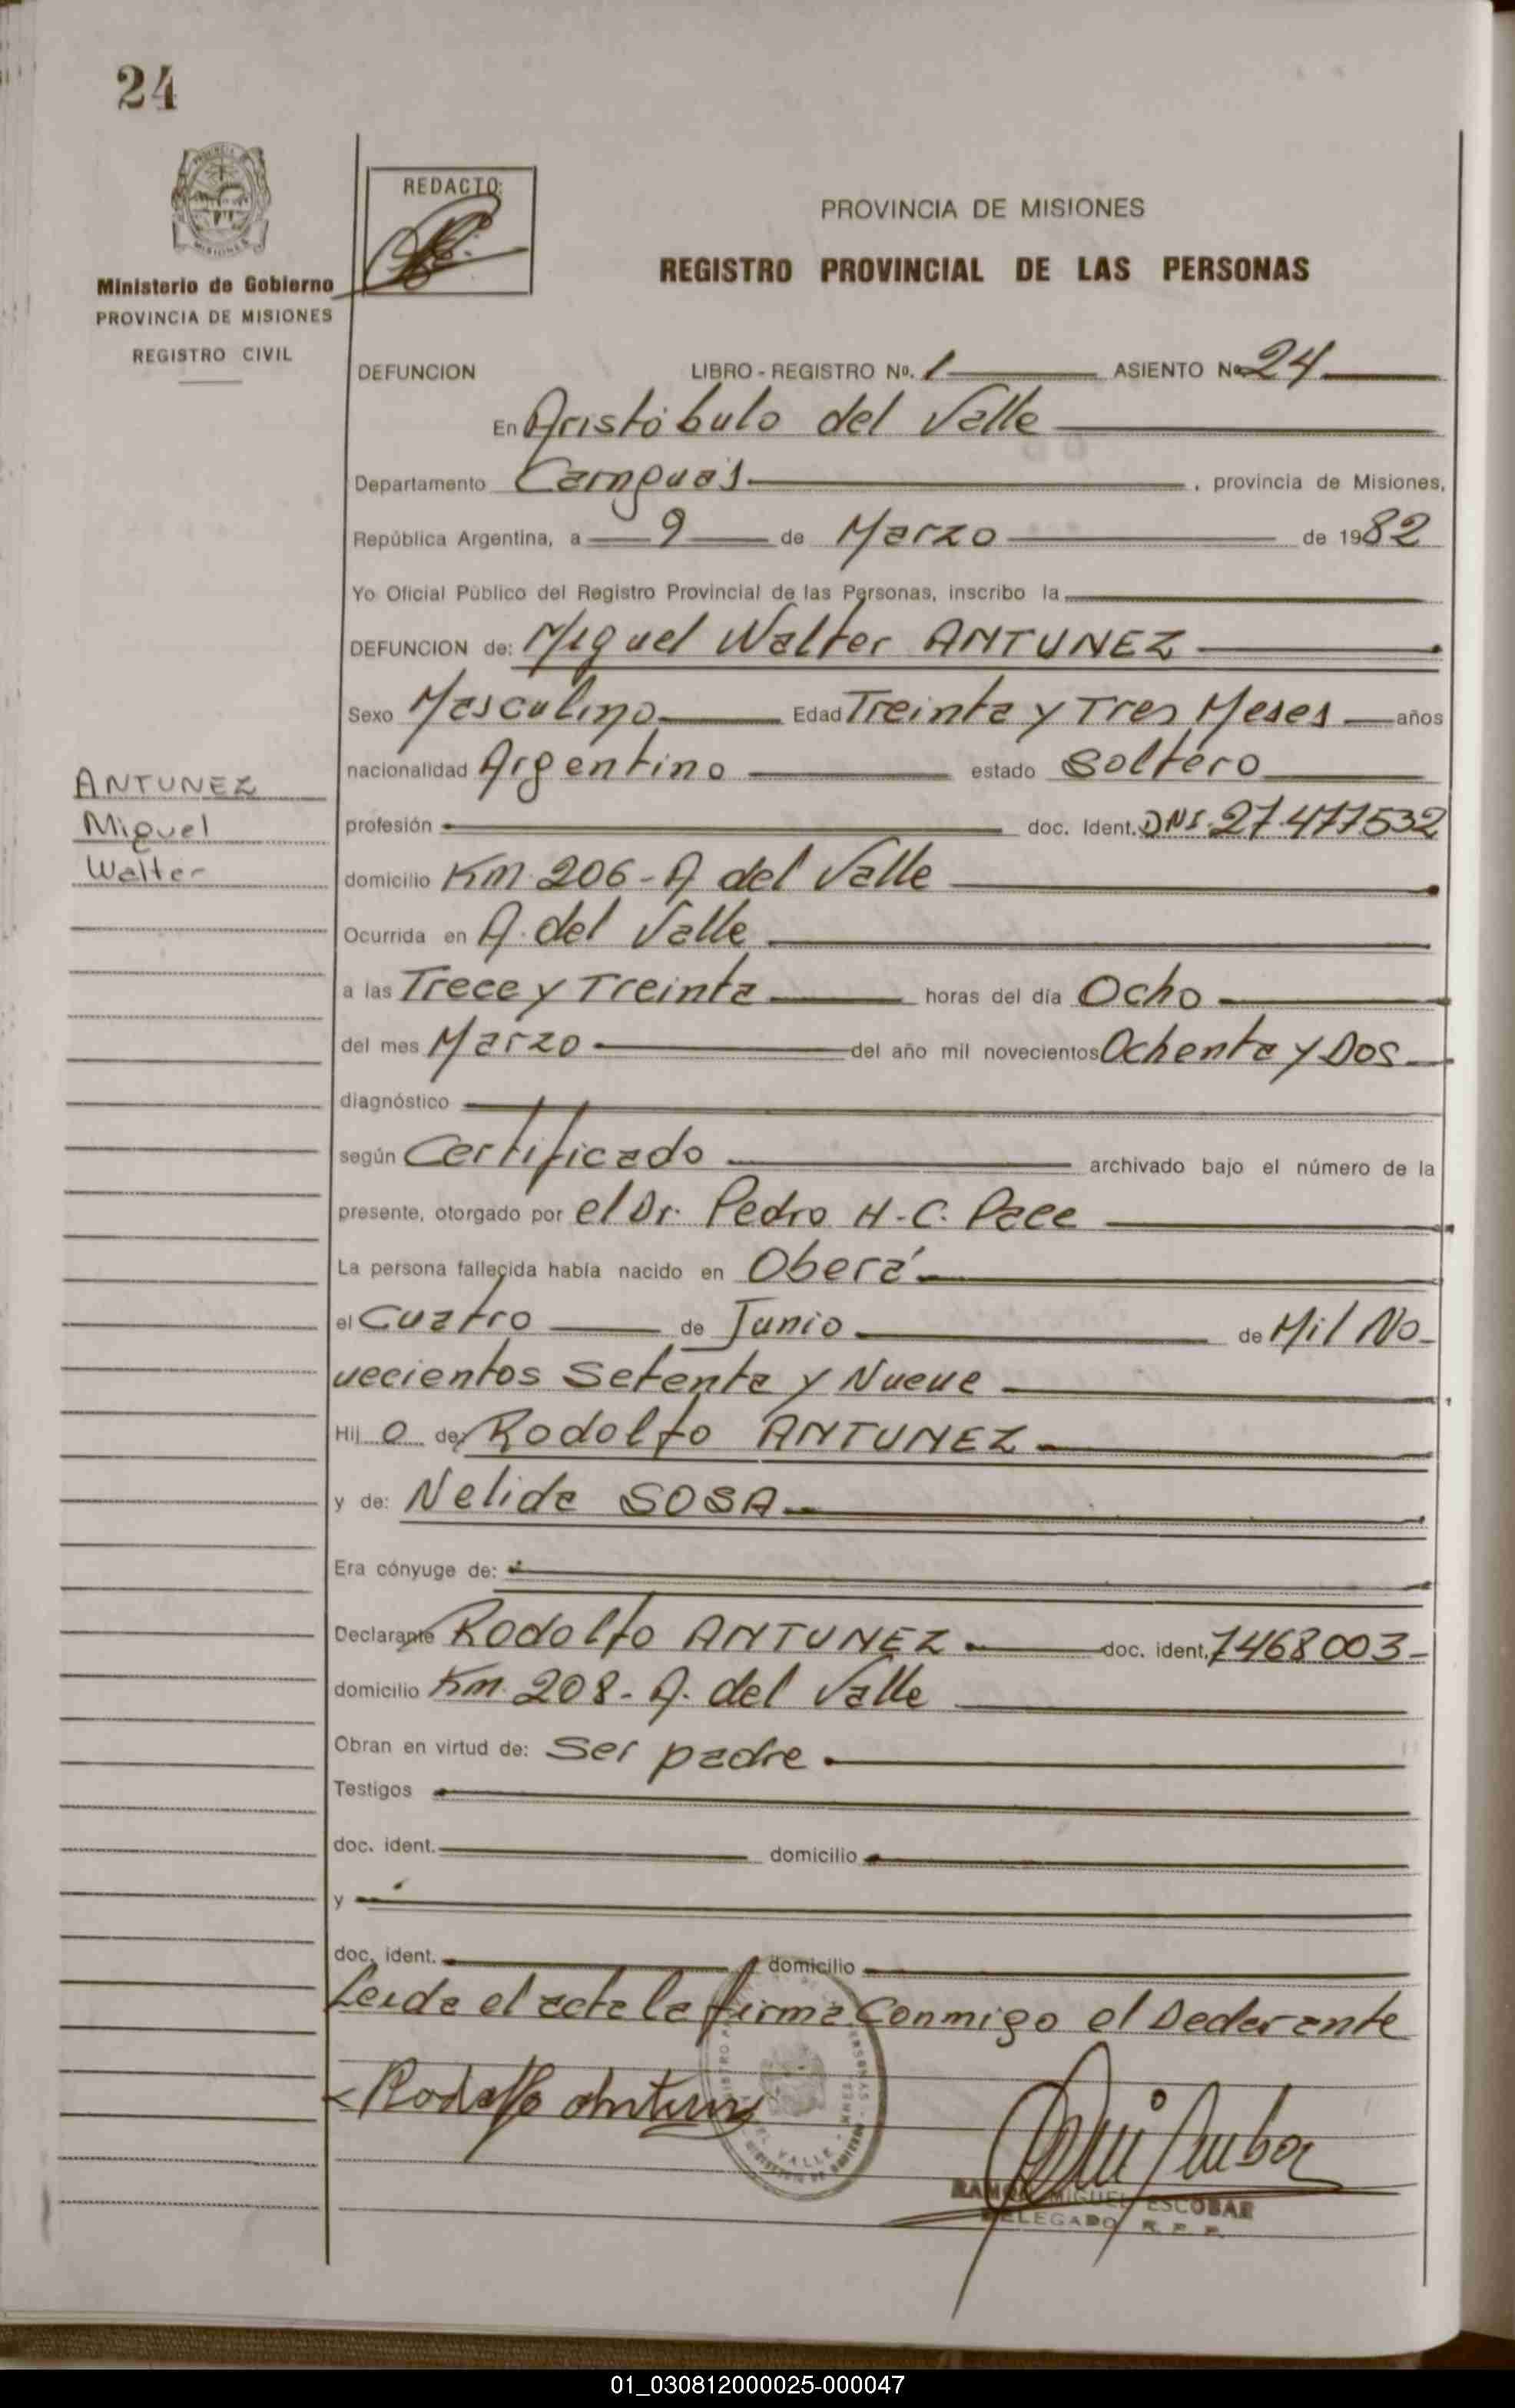 24
PROVINCIA DE
MISIONES
Ministerio de Gobierno
PROVINCIA DE MISIONES
REGISTRO CIVIL
REDACTO:
PROVINCIA DE MISIONES
REGISTRO PROVINCIAL DE LAS PERSONAS
DEFUNCION LIBRO - REGISTRO No. 1 ASIENTO No 24
En Aristóbulo del Valle
Departamento Cainguás , provincia de Misiones,
República Argentina, a 9 de Marzo de 1982
Yo Oficial Público del Registro Provincial de las Personas, inscribo la
DEFUNCION de: Miguel Walter ANTUNEZ
Sexo Masculino Edad Treinta y Tres Meses años
nacionalidad Argentino estado Soltero
ANTUNEZ
Miguel
Walter
profesión doc. Ident. DNI. 27.477532
domicilio Km 206 - A del Valle
Ocurrida en A. del Valle
a las Trece y Treinta horas del día Ocho
del mes Marzo del año mil novecientos Ochenta y Dos
diagnóstico
según Certificado archivado bajo el número de la
presente, otorgado por el Dr. Pedro H. C. Pace
La persona fallecida había nacido en Oberá
el Cuatro de Junio de Mil No
vecientos Setenta y Nueve
Hij o de: Rodolfo ANTUNEZ
y de: Nelida SOSA
Era cónyuge de:
Declarante Rodolfo ANTUNEZ doc. ident. 7468003
domicilio Km. 208 - A. del Valle
Obran en virtud de: Ser padre
Testigos
doc. ident. domicilio
y
doc. ident. domicilio
Leida el acta la firma Conmigo el Declarante
Rodolfo Antunez
RAMON MIGUEL ESCOBAR
DELEGADO R. P. P.
01_030812000025-000047